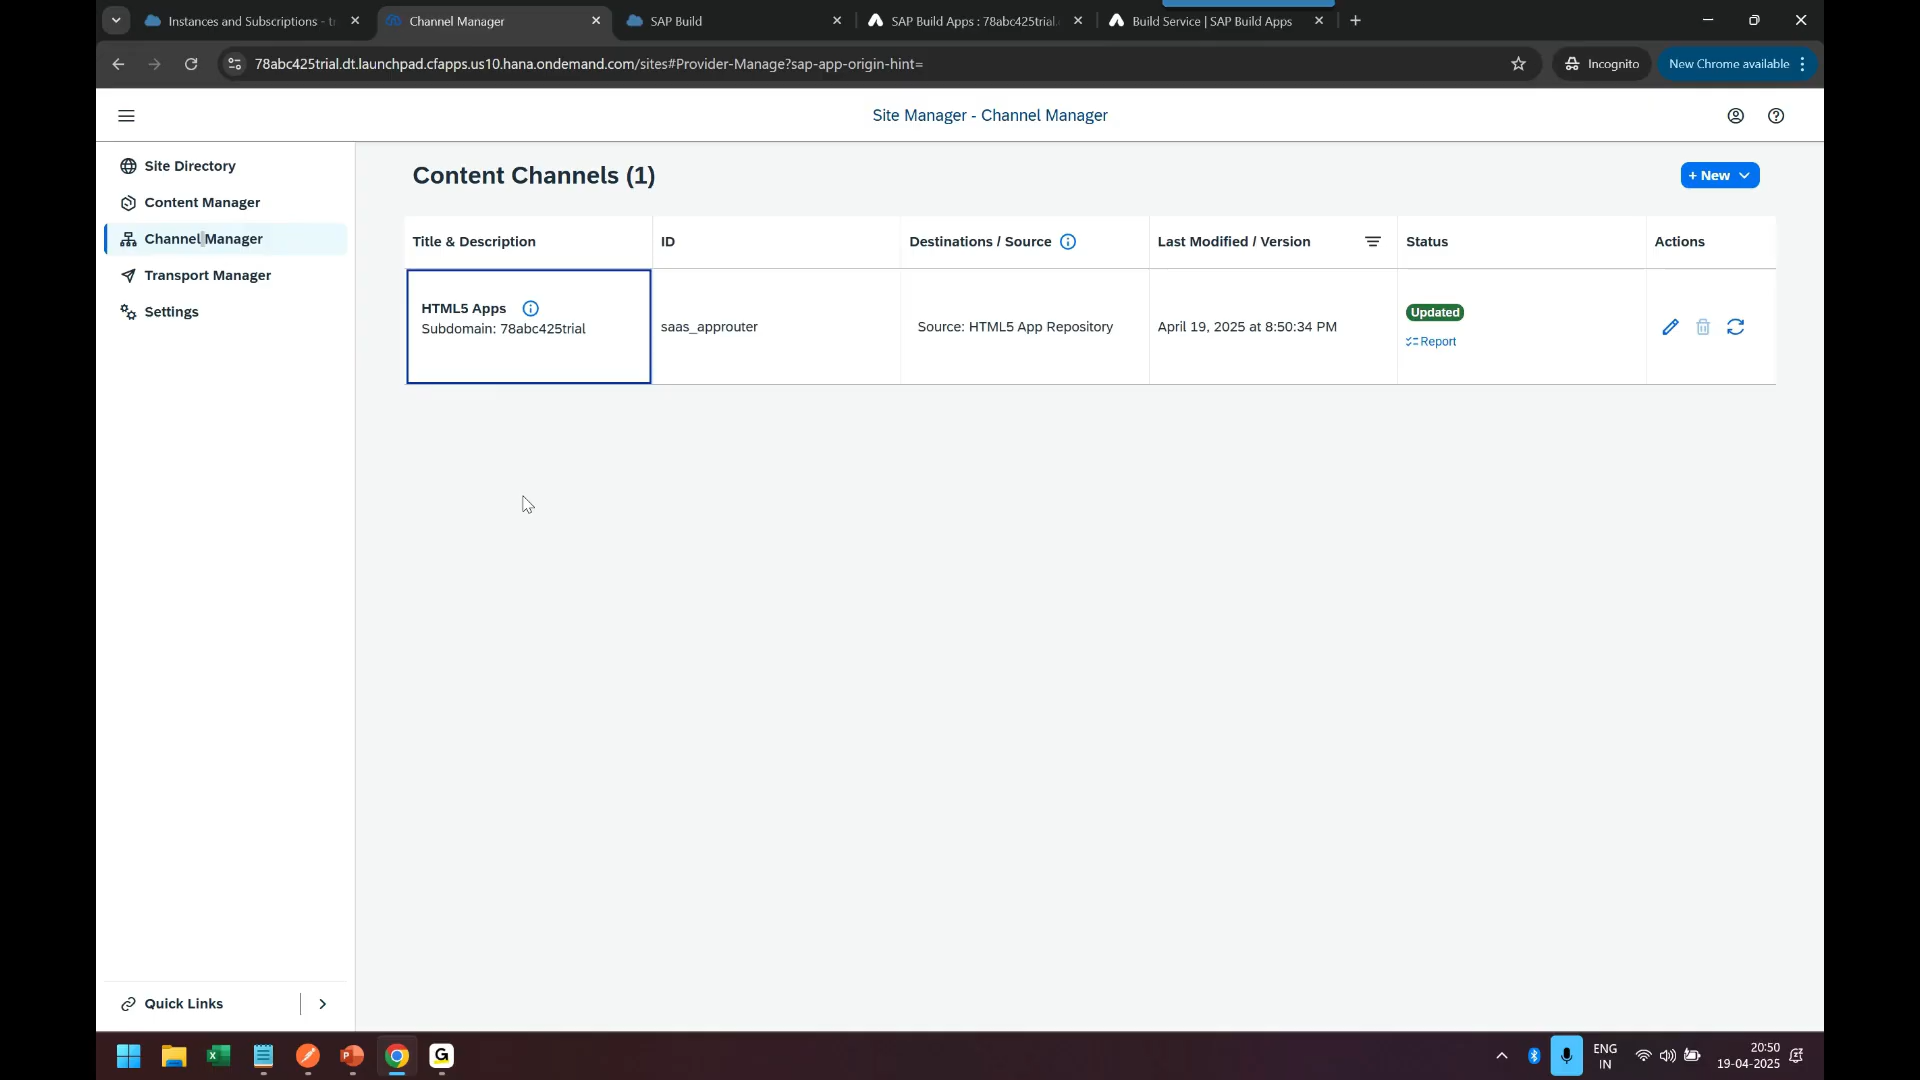 Instances and Subscriptions - tr
Channel Manager
SAP Build
SAP Build Apps : 78abc425trial.
Build Service | SAP Build Apps
78abc425trial.dt.launchpad.cfapps.us10.hana.ondemand.com/sites#Provider-Manage?sap-app-origin-hint=
Incognito
New Chrome available
Site Manager - Channel Manager
Site Directory
Content Manager
Channel Manager
Transport Manager
Settings
Content Channels (1)
+ New
Title & Description
ID
Destinations / Source
Last Modified / Version
Status
Actions
HTML5 Apps
Subdomain: 78abc425trial
saas_approuter
Source: HTML5 App Repository
April 19, 2025 at 8:50:34 PM
Updated
Report
Quick Links
ENG
IN
20:50
19-04-2025